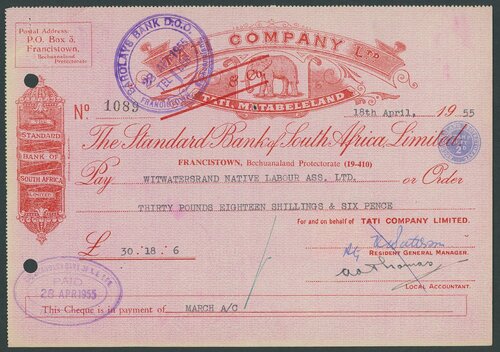 Postal Address:
P.O. Box 3,
Francistown,
Bechuanaland
Protectorate
BARCLAYS BANK D.C.O.
COMPANY LTD
& Co.
TATI, MATABELELAND
No 1089
18th April, 1955
The Standard Bank of South Africa, Limited.
FRANCISTOWN, Bechuanaland Protectorate (19-410)
STANDARD
BANK OF
SOUTH AFRICA
LIMITED
Pay WITWATERSRAND NATIVE LABOUR ASS. LTD. or Order
THIRTY POUNDS EIGHTEEN SHILLINGS & SIX PENCE
For and on behalf of TATI COMPANY LIMITED.
RESIDENT GENERAL MANAGER.
£ 30.18.6
LOCAL ACCOUNTANT.
PAID
28 APR 1955
This Cheque is in payment of MARCH A/C